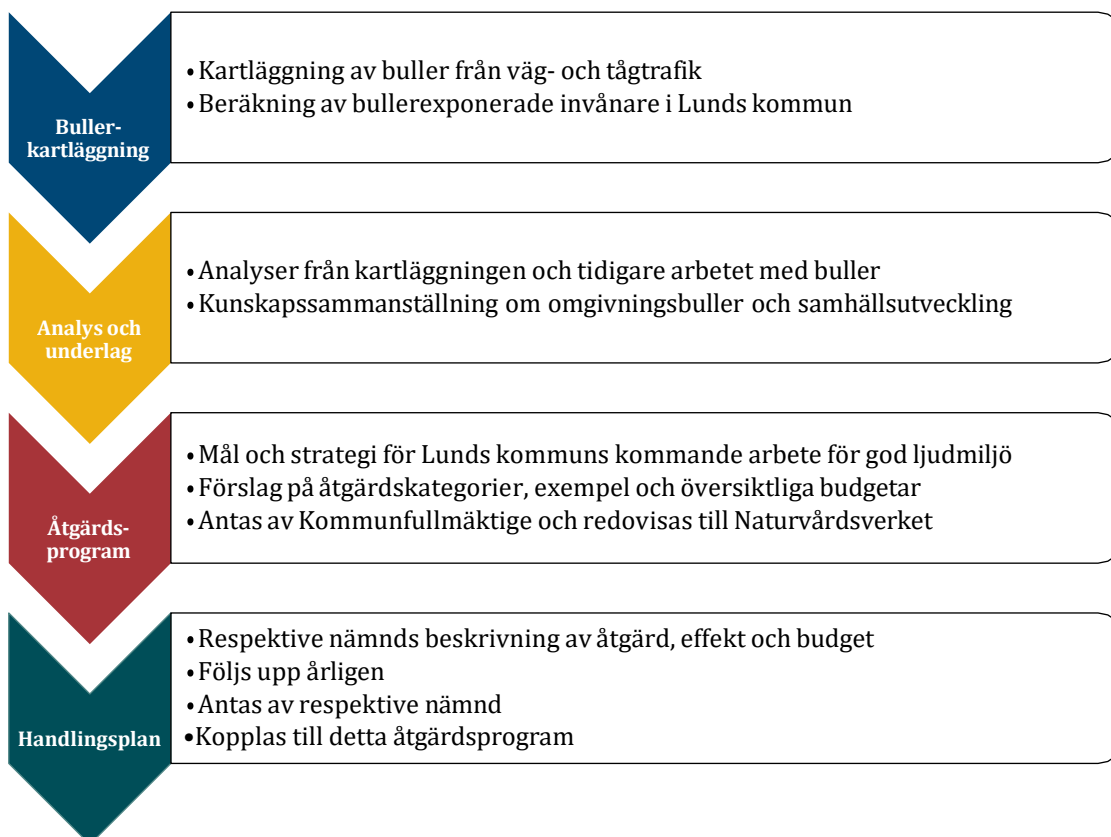 Buller-
kartläggning
•Kartläggning av buller från väg- och tågtrafik
•Beräkning av bullerexponerade invånare i Lunds kommun
Analys och
underlag
•Analyser från kartläggningen och tidigare arbetet med buller
•Kunskapssammanställning om omgivningsbuller och samhällsutveckling
Åtgärds-
program
•Mål och strategi för Lunds kommuns kommande arbete för god ljudmiljö
•Förslag på åtgärdskategorier, exempel och översiktliga budgetar
•Antas av Kommunfullmäktige och redovisas till Naturvårdsverket
Handlingsplan
•Respektive nämnds beskrivning av åtgärd, effekt och budget
•Följs upp årligen
•Antas av respektive nämnd
•Kopplas till detta åtgärdsprogram